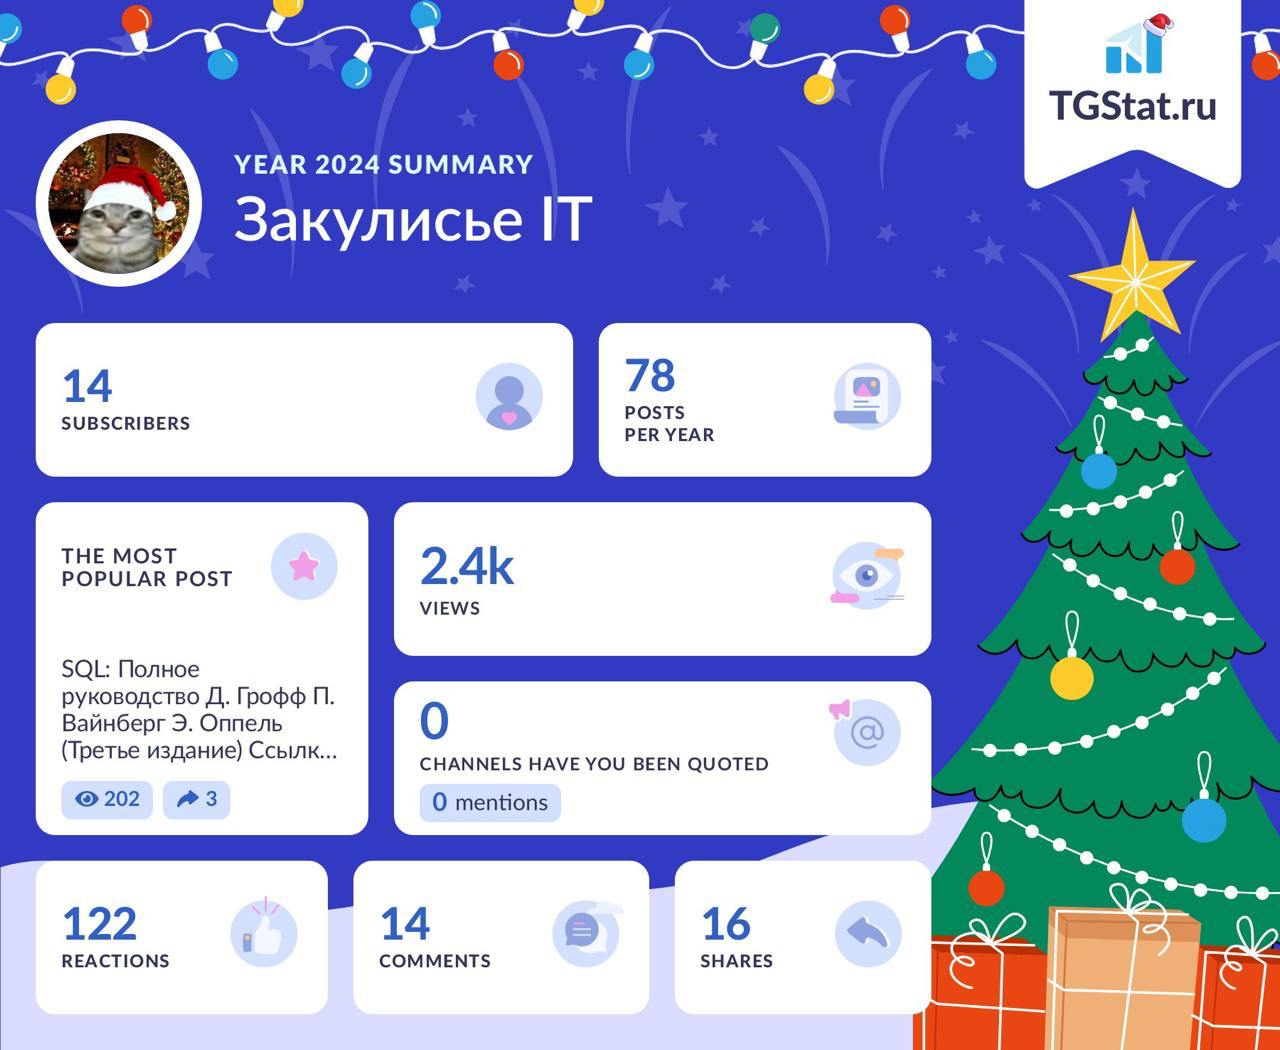 TGStat.ru
YEAR 2024 SUMMARY
Закулисье IT
14
SUBSCRIBERS
78
POSTS
PER YEAR
THE MOST
POPULAR POST
SQL: Полное
руководство Д. Грофф П.
Вайнберг Э. Оппель
(Третье издание) Ссылк...
202
3
2.4k
VIEWS
0
CHANNELS HAVE YOU BEEN QUOTED
0 mentions
122
REACTIONS
14
COMMENTS
16
SHARES